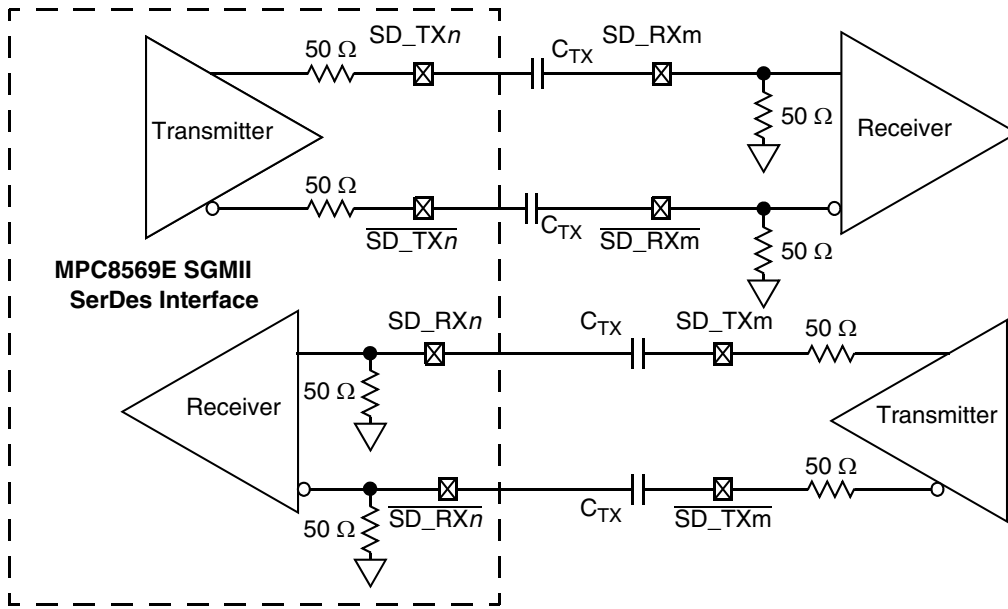 SD_TXn
SD_RXm
50 Ω
C_TX
Transmitter
50 Ω
Receiver
50 Ω
SD_TXn
C_TX
SD_RXm
50 Ω
MPC8569E SGMII
SerDes Interface
SD_RXn
C_TX
SD_TXm
50 Ω
50 Ω
Receiver
Transmitter
50 Ω
50 Ω
SD_RXn
C_TX
SD_TXm